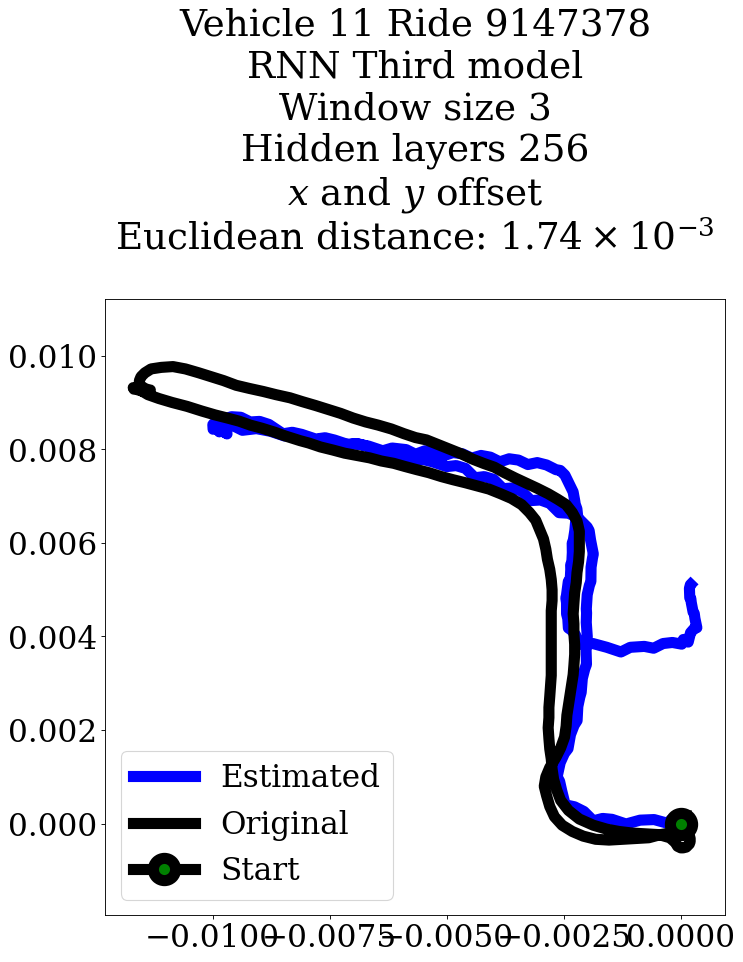 Vehicle 11 Ride 9147378
RNN Third model
Window size 3
Hidden layers 256
x and y offset
Euclidean distance: 1.74 × 10⁻³
0.010
0.008
0.006
0.004
0.002
0.000
Estimated
Original
Start
−0.0100 −0.0075 −0.0050 −0.0025 0.0000